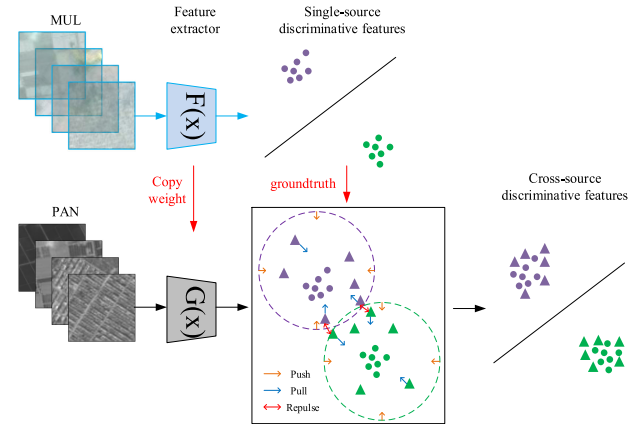 MUL
Feature
extractor
Single-source
discriminative features
F(x)
Copy
weight
groundtruth
Cross-source
discriminative features
PAN
G(x)
Push
Pull
Repulse